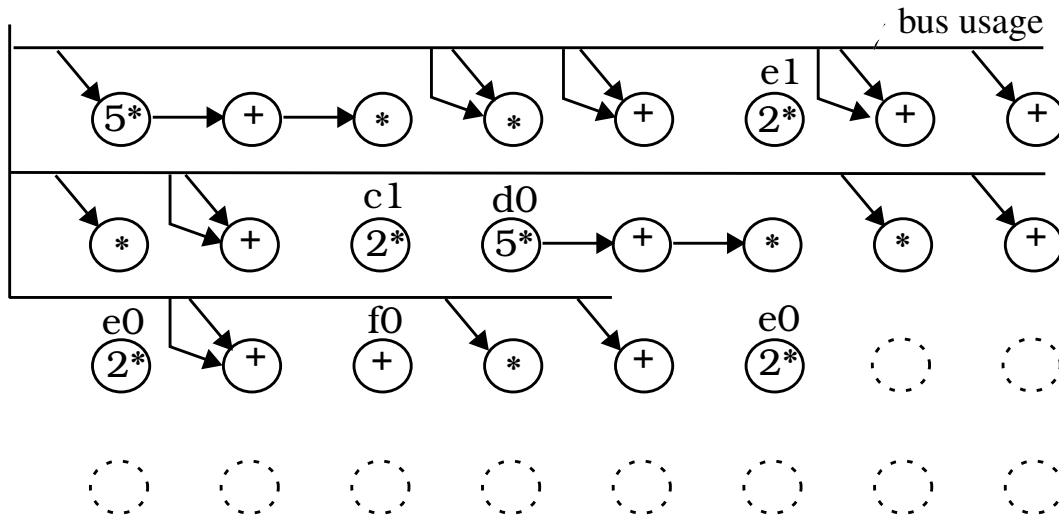 bus usage
e1
5* + * * + 2* + +
c1 d0
* + 2* 5* + * * +
e0 f0 e0
2* + + * + 2*